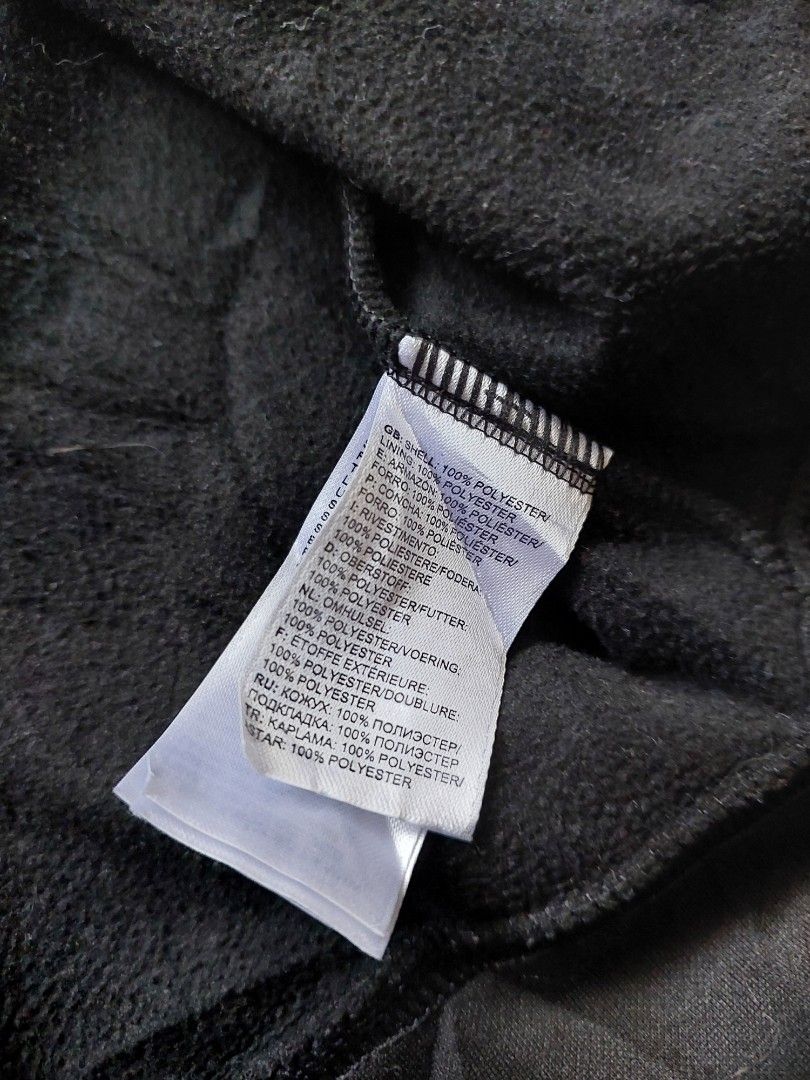 GB: SHELL: 100% POLYESTER/
LINING: 100% POLYESTER
E: ARMAZÓN: 100% POLIÉSTER/
FORRO: 100% POLIÉSTER
P: CONCHA: 100% POLIÉSTER/
FORRO: 100% POLIÉSTER
I: RIVESTIMENTO:
100% POLIESTERE/FODERA:
100% POLIESTERE
D: OBERSTOFF:
100% POLYESTER/FUTTER:
100% POLYESTER
NL: OMHULSEL:
100% POLYESTER/VOERING:
100% POLYESTER
F: ÉTOFFE EXTÉRIEURE:
100% POLYESTER/DOUBLURE:
100% POLYESTER
RU: КОЖУХ: 100% ПОЛИЭСТЕР/
ПОДКЛАДКА: 100% ПОЛИЭСТЕР
TR: KAPLAMA: 100% POLYESTER/
STAR: 100% POLYESTER